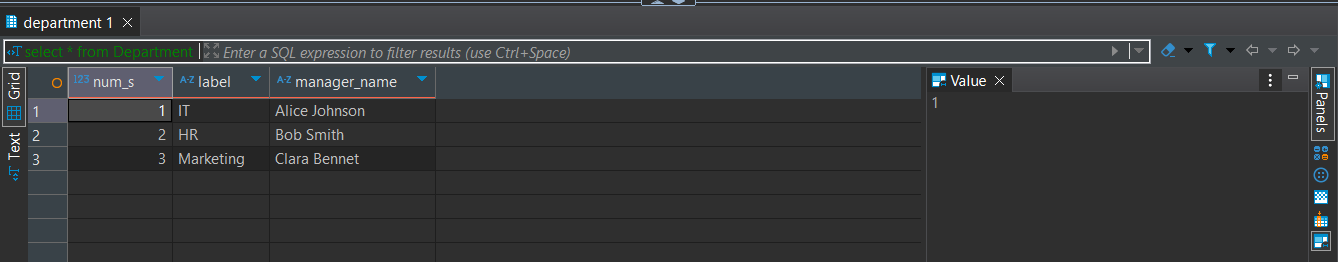 department 1
select * from Department Enter a SQL expression to filter results (use Ctrl+Space)
Grid
Text
123 num_s A-Z label A-Z manager_name
1 1 IT Alice Johnson
2 2 HR Bob Smith
3 3 Marketing Clara Bennet
Value
1
Panels